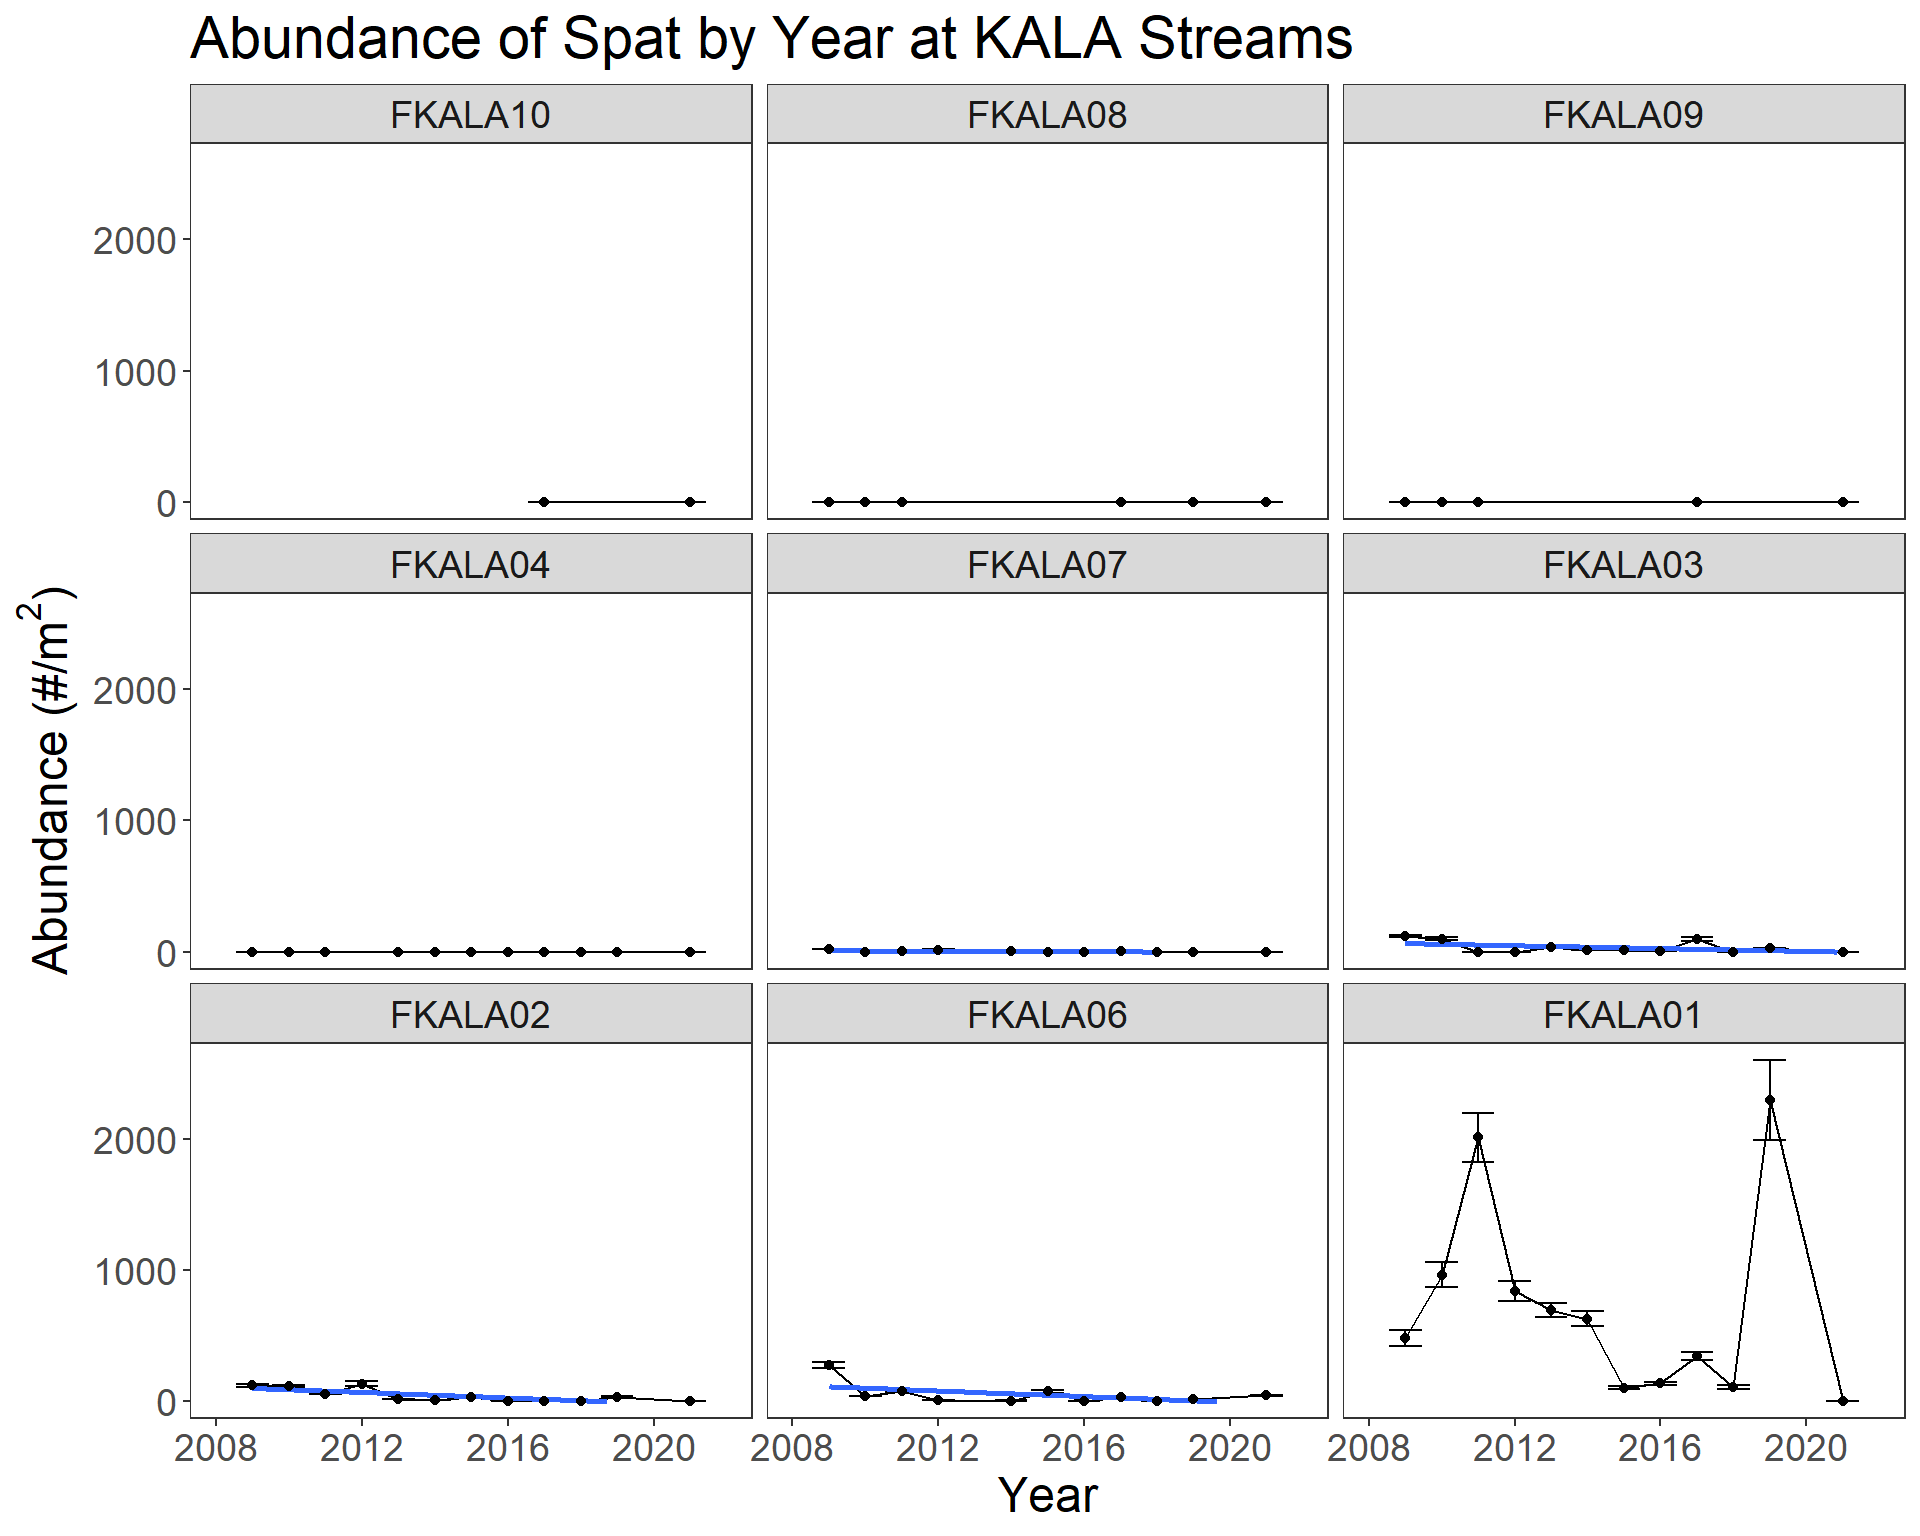 Abundance of Spat by Year at KALA Streams
FKALA10 FKALA08 FKALA09
2000
1000
0
FKALA04 FKALA07 FKALA03
2000
1000
0
Abundance (#/m²)
FKALA02 FKALA06 FKALA01
2000
1000
0
2008 2012 2016 2020 2008 2012 2016 2020 2008 2012 2016 2020
Year